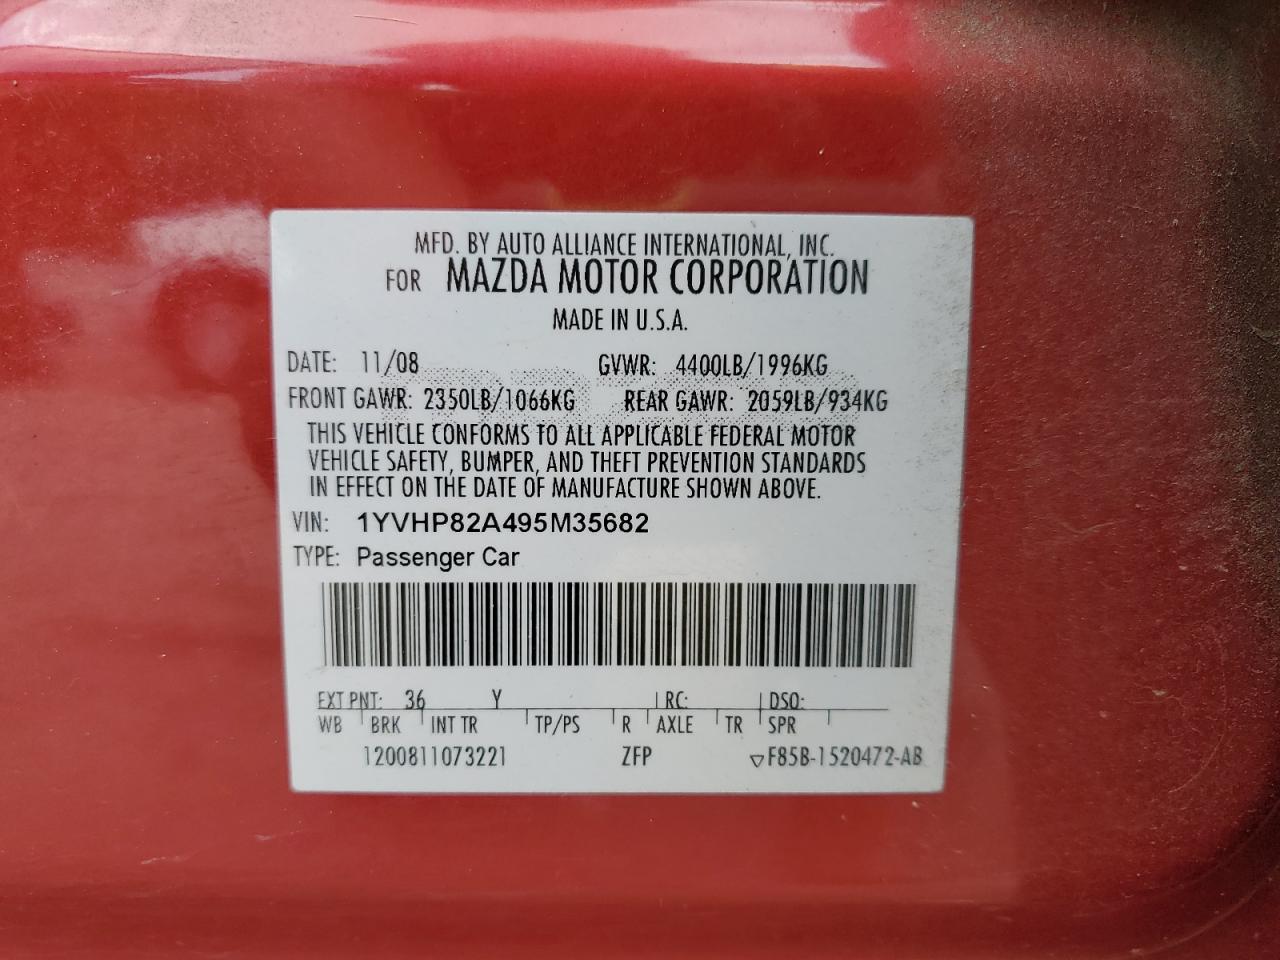 MFD. BY AUTO ALLIANCE INTERNATIONAL, INC.
FOR MAZDA MOTOR CORPORATION
MADE IN U.S.A.
DATE: 11/08 GVWR: 4400LB/1996KG
FRONT GAWR: 2350LB/1066KG REAR GAWR: 2059LB/934KG
THIS VEHICLE CONFORMS TO ALL APPLICABLE FEDERAL MOTOR
VEHICLE SAFETY, BUMPER, AND THEFT PREVENTION STANDARDS
IN EFFECT ON THE DATE OF MANUFACTURE SHOWN ABOVE.
VIN: 1YVHP82A495M35682
TYPE: Passenger Car
EXT PNT: 36 Y RC: DSO:
WB BRK INT TR TP/PS R AXLE TR SPR
1200811073221 ZFP ▽F85B-1520472-AB